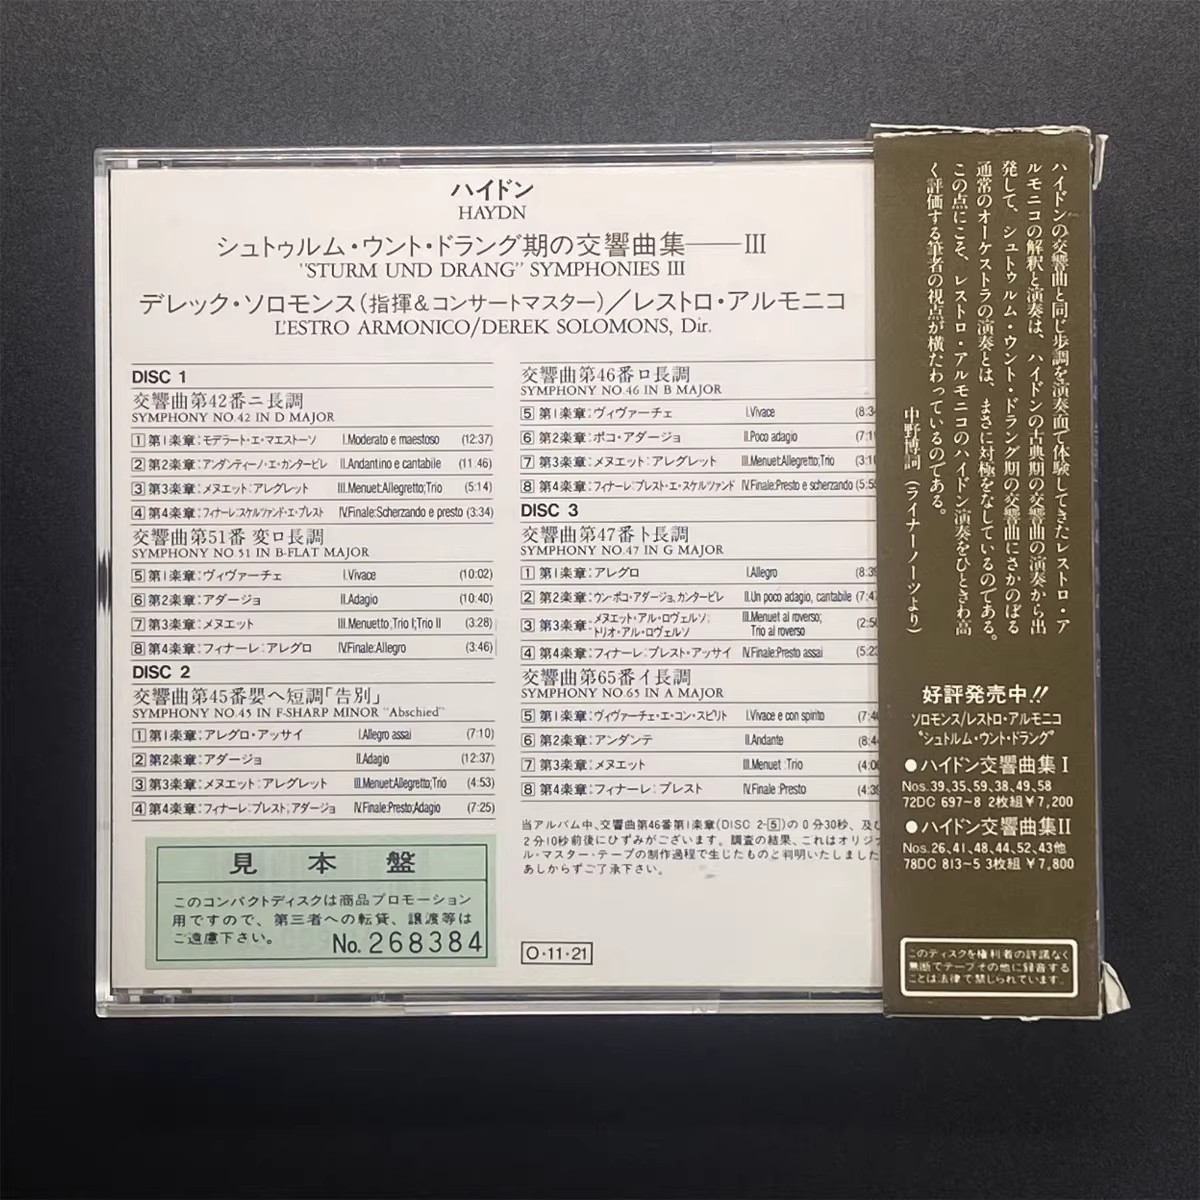 ハイドン
HAYDN
シュトゥルム・ウント・ドラング期の交響曲集――III
"STURM UND DRANG" SYMPHONIES III
デレック・ソロモンス(指揮&コンサートマスター)/レストロ・アルモニコ
L'ESTRO ARMONICO/DEREK SOLOMONS, Dir.
DISC 1
交響曲第42番ニ長調
SYMPHONY NO.42 IN D MAJOR
1 第1楽章:モデラート・エ・マエストーソ I.Moderato e maestoso (12:37)
2 第2楽章:アンダンティーノ・エ・カンタービレ II.Andantino e cantabile (11:46)
3 第3楽章:メヌエット:アレグレット III.Menuet:Allegretto;Trio (5:14)
4 第4楽章:フィナーレ:スケルツァンド・エ・プレスト IV.Finale:Scherzando e presto (3:34)
交響曲第51番 変ロ長調
SYMPHONY NO 51 IN B-FLAT MAJOR
5 第1楽章:ヴィヴァーチェ I.Vivace (10:02)
6 第2楽章:アダージョ II.Adagio (10:40)
7 第3楽章:メヌエット III.Menuetto;Trio I;Trio II (3:28)
8 第4楽章:フィナーレ:アレグロ IV.Finale:Allegro (3:46)
DISC 2
交響曲第45番嬰ヘ短調「告別」
SYMPHONY NO.45 IN F-SHARP MINOR "Abschied"
1 第1楽章:アレグロ・アッサイ I.Allegro assai (7:10)
2 第2楽章:アダージョ II.Adagio (12:37)
3 第3楽章:メヌエット:アレグレット III.Menuet:Allegretto;Trio (4:53)
4 第4楽章:フィナーレ:プレスト;アダージョ IV.Finale:Presto;Adagio (7:25)
見本盤
このコンパクトディスクは商品プロモーション
用ですので、第三者への転貸、譲渡等は
ご遠慮下さい。 No. 268384
交響曲第46番ロ長調
SYMPHONY NO.46 IN B MAJOR
5 第1楽章:ヴィヴァーチェ I.Vivace (8:34
6 第2楽章:ポコ・アダージョ II.Poco adagio (7:19
7 第3楽章:メヌエット:アレグレット III.Menuet:Allegretto;Trio (3:10
8 第4楽章:フィナーレ:プレスト・エ・スケルツァンド IV.Finale:Presto e scherzando (5:55
DISC 3
交響曲第47番ト長調
SYMPHONY NO.47 IN G MAJOR
1 第1楽章:アレグロ I.Allegro (8:39
2 第2楽章:ウン・ポコ・アダージョ,カンタービレ II.Un poco adagio, cantabile (7:47
3 第3楽章:メヌエット・アル・ロヴェルソ; トリオ・アル・ロヴェルソ III.Menuet al roverso; Trio al roverso (2:50
4 第4楽章:フィナーレ:プレスト・アッサイ IV.Finale:Presto assai (5:23
交響曲第65番イ長調
SYMPHONY NO.65 IN A MAJOR
5 第1楽章:ヴィヴァーチェ・エ・コン・スピリト I.Vivace e con spirito (7:40
6 第2楽章:アンダンテ II.Andante (8:44
7 第3楽章:メヌエット III.Menuet :Trio (4:06
8 第4楽章:フィナーレ:プレスト IV.Finale :Presto (4:39
当アルバム中、交響曲第46番第1楽章(DISC 2-5)の0分30秒、及び
2分10秒前後にひずみがございます。調査の結果、これはオリジナ
ル・マスター・テープの制作過程で生じたものと判明いたしました
あしからずご了承下さい。
O・11・21
ハイドンの交響曲と同じ歩調を演奏面で体験してきたレストロ・ア
ルモニコの解釈と演奏は、ハイドンの古典期の交響曲の演奏から出
発して、シュトゥルム・ウント・ドラング期の交響曲にさかのぼる
通常のオーケストラの演奏とは、まさに対極をなしているのである。
この点にこそ、レストロ・アルモニコのハイドン演奏をひときわ高
く評価する筆者の視点が横たわっているのである。
中野博詞(ライナーノーツより)
好評発売中!!
ソロモンス/レストロ・アルモニコ
"シュトルム・ウント・ドラング"
●ハイドン交響曲集I
Nos.39、35、59、38、49、58
72DC 697~8 2枚組¥7,200
●ハイドン交響曲集II
Nos.26、41、48、44、52、43他
78DC 813~5 3枚組¥7,800
このディスクを権利者の許諾なく
無断でテープその他に録音する
ことは法律で禁じられています。